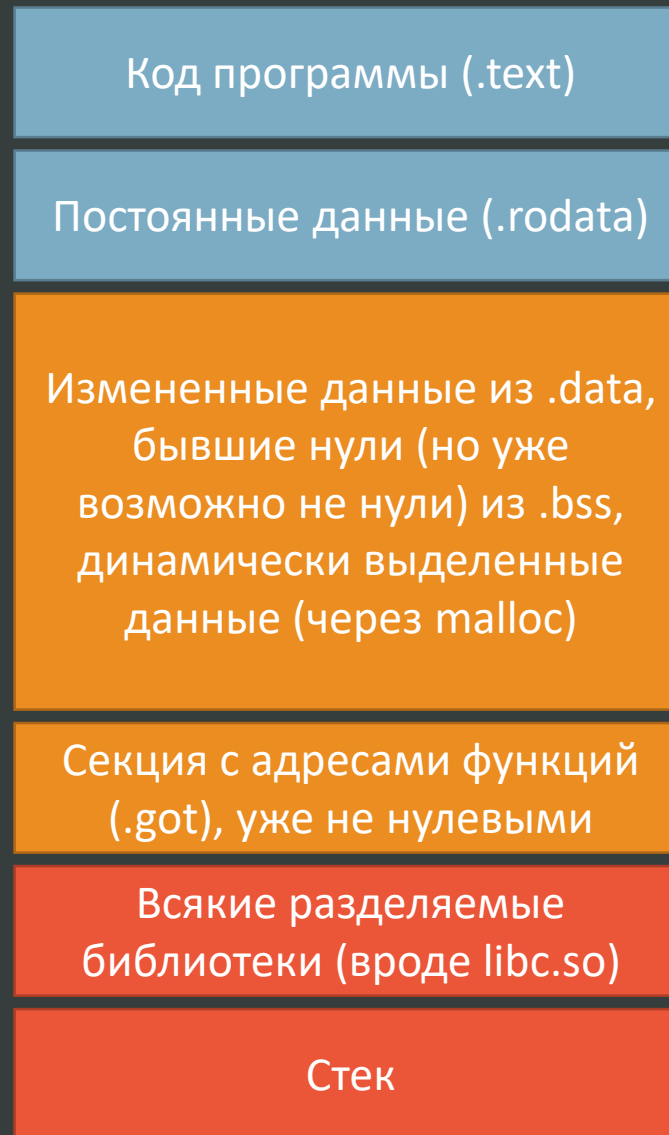 Код программы (.text)
Постоянные данные (.rodata)
Измененные данные из .data,
бывшие нули (но уже
возможно не нули) из .bss,
динамически выделенные
данные (через malloc)
Секция с адресами функций
(.got), уже не нулевыми
Всякие разделяемые
библиотеки (вроде libc.so)
Стек